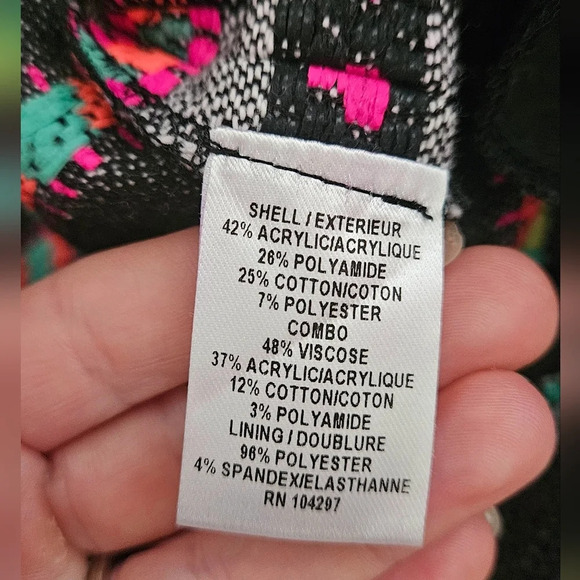 SHELL / EXTERIEUR
42% ACRYLIC/ACRYLIQUE
26% POLYAMIDE
25% COTTON/COTON
7% POLYESTER
COMBO
48% VISCOSE
37% ACRYLIC/ACRYLIQUE
12% COTTON/COTON
3% POLYAMIDE
LINING / DOUBLURE
96% POLYESTER
4% SPANDEX/ELASTHANNE
RN 104297